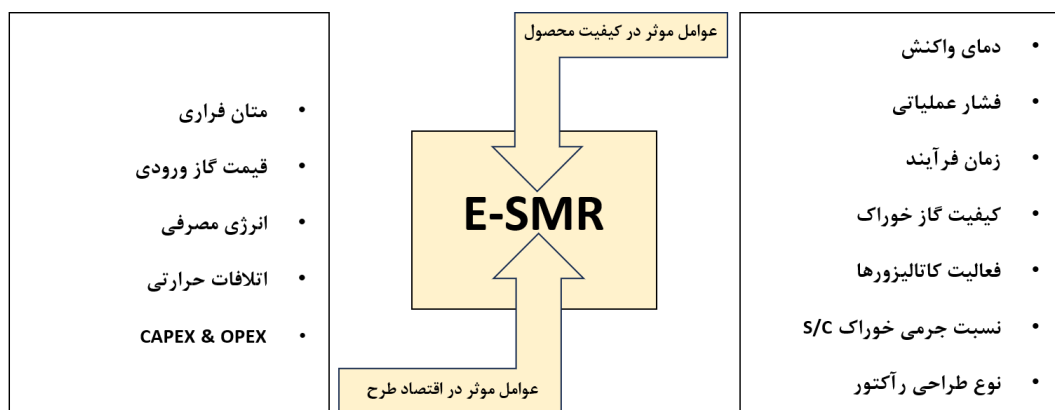 عوامل موثر در کیفیت محصول
• دمای واکنش
• فشار عملیاتی
• زمان فرآیند
• کیفیت گاز خوراک
• فعالیت کاتالیزورها
• نسبت جرمی خوراک S/C
• نوع طراحی رآکتور
E-SMR
• متان فراری
• قیمت گاز ورودی
• انرژی مصرفی
• اتلافات حرارتی
• CAPEX & OPEX
عوامل موثر در اقتصاد طرح